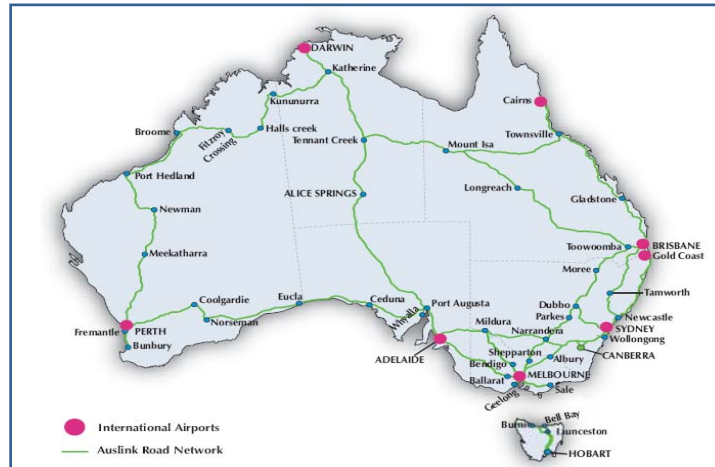 DARWIN
Katherine
Kununurra
Cairns
Broome
Fitzroy
Crossing
Halls creek
Tennant Creek
Mount Isa
Townsville
Port Hedland
ALICE SPRINGS
Longreach
Gladstone
Newman
Toowoomba
BRISBANE
Gold Coast
Meekatharra
Moree
Tamworth
Coolgardie
Eucla
Ceduna
Whyalla
Port Augusta
Dubbo
Parkes
Newcastle
Fremantle
PERTH
Norseman
Mildura
Narrandera
SYDNEY
Wollongong
Bunbury
ADELAIDE
Shepparton
Bendigo
Albury
CANBERRA
Ballarat
MELBOURNE
Geelong
Sale
International Airports
Auslink Road Network
Burni
Bell Bay
Launceston
HOBART